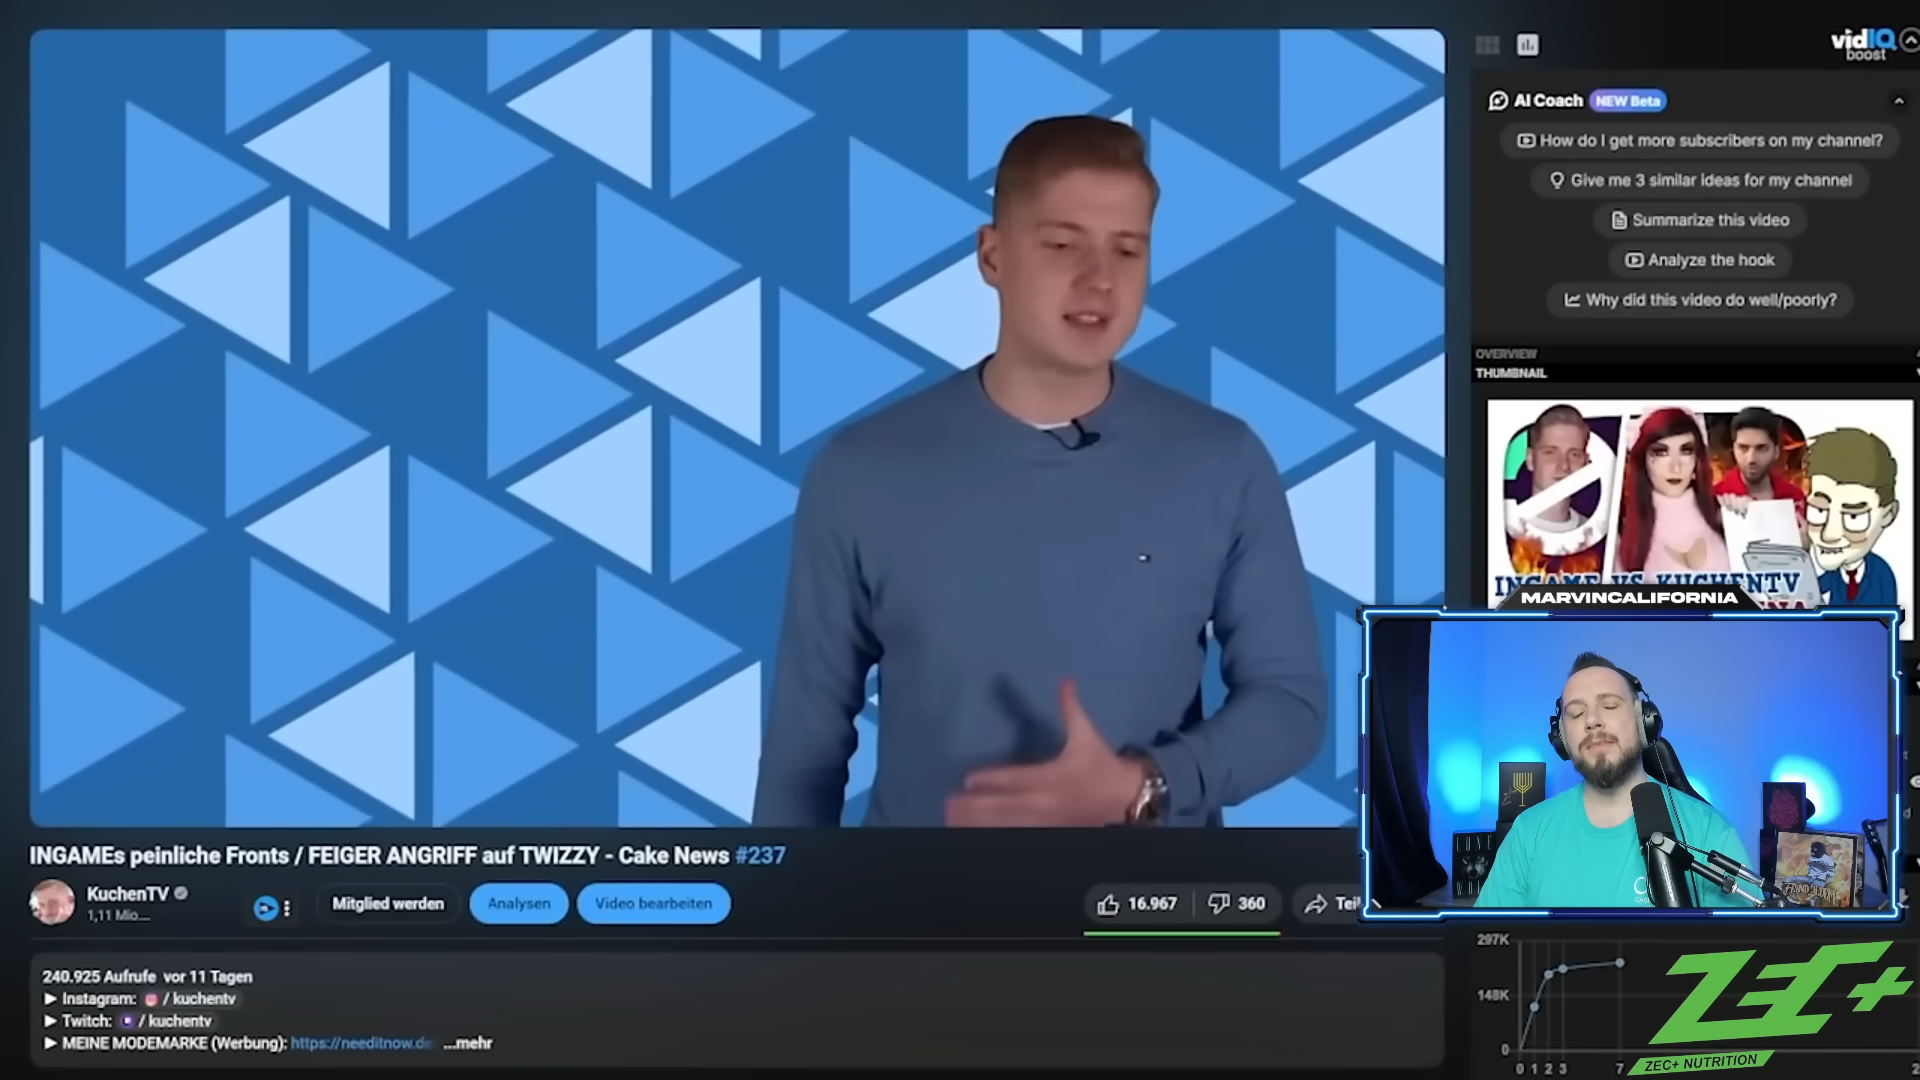 vidIQ
boost
AI Coach NEW Beta
How do I get more subscribers on my channel?
Give me 3 similar ideas for my channel
Summarize this video
Analyze the hook
Why did this video do well/poorly?
OVERVIEW
THUMBNAIL
INGAME VS KUCHENTV
MARVINCALIFORNIA
INGAMEs peinliche Fronts / FEIGER ANGRIFF auf TWIZZY - Cake News #237
KuchenTV
1,11 Mio....
Mitglied werden
Analysen
Video bearbeiten
16.967
360
240.925 Aufrufe vor 11 Tagen
► Instagram: / kuchentv
► Twitch: / kuchentv
► MEINE MODEMARKE (Werbung): https://needitnow.de ...mehr
297K
148K
0
0 1 2 3 7
ZEC+
ZEC+ NUTRITION